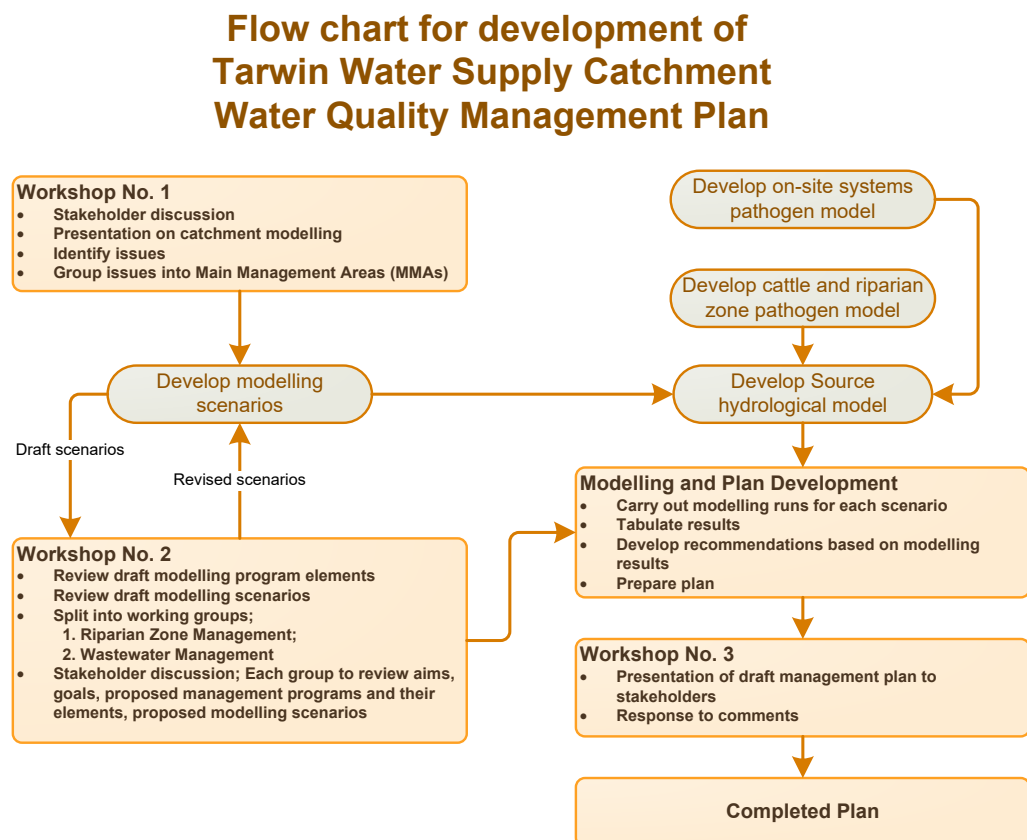 Flow chart for development of
Tarwin Water Supply Catchment
Water Quality Management Plan
Workshop No. 1
• Stakeholder discussion
• Presentation on catchment modelling
• Identify issues
• Group issues into Main Management Areas (MMAs)
Develop on-site systems
pathogen model
Develop cattle and riparian
zone pathogen model
Develop modelling
scenarios
Develop Source
hydrological model
Draft scenarios
Revised scenarios
Workshop No. 2
• Review draft modelling program elements
• Review draft modelling scenarios
• Split into working groups;
1. Riparian Zone Management;
2. Wastewater Management
• Stakeholder discussion; Each group to review aims,
goals, proposed management programs and their
elements, proposed modelling scenarios
Modelling and Plan Development
• Carry out modelling runs for each scenario
• Tabulate results
• Develop recommendations based on modelling
results
• Prepare plan
Workshop No. 3
• Presentation of draft management plan to
stakeholders
• Response to comments
Completed Plan